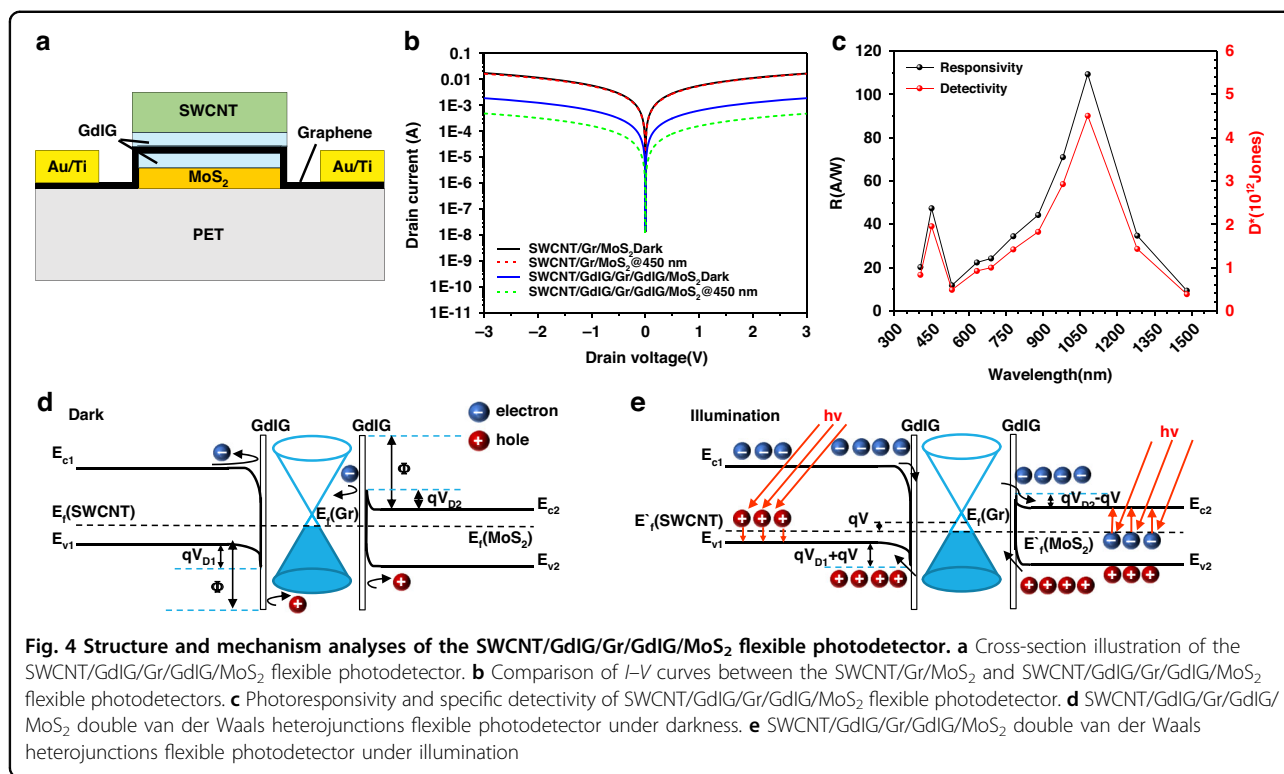 a
SWCNT
GdIG
Graphene
Au/Ti
Au/Ti
MoS2
PET
b
Drain current (A)
0.1
0.01
1E-3
1E-4
1E-5
1E-6
1E-7
1E-8
1E-9
1E-10
1E-11
SWCNT/Gr/MoS2Dark
SWCNT/Gr/MoS2@450 nm
SWCNT/GdIG/Gr/GdIG/MoS2Dark
SWCNT/GdIG/Gr/GdIG/MoS2@450 nm
−3 −2 −1 0 1 2 3
Drain voltage(V)
c
R(A/W)
120
100
80
60
40
20
0
Responsivity
Detectivity
6
5
4
3
2
1
0
D*(10^12Jones)
300 450 600 750 900 1050 1200 1350 1500
Wavelength(nm)
d
Dark
GdIG
GdIG
electron
hole
Ec1
Φ
qVD2
Ef(SWCNT)
Ef(Gr)
Ec2
Ev1
Ef(MoS2)
qVD1
Φ
Ev2
e
Illumination
hv
GdIG
GdIG
hv
Ec1
qVD2-qV
Ec2
E`f(SWCNT)
qV
Ef(Gr)
Ev1
E`f(MoS2)
qVD1+qV
Ev2
Fig. 4 Structure and mechanism analyses of the SWCNT/GdIG/Gr/GdIG/MoS2 flexible photodetector. a Cross-section illustration of the
SWCNT/GdIG/Gr/GdIG/MoS2 flexible photodetector. b Comparison of I–V curves between the SWCNT/Gr/MoS2 and SWCNT/GdIG/Gr/GdIG/MoS2
flexible photodetectors. c Photoresponsivity and specific detectivity of SWCNT/GdIG/Gr/GdIG/MoS2 flexible photodetector. d SWCNT/GdIG/Gr/GdIG/
MoS2 double van der Waals heterojunctions flexible photodetector under darkness. e SWCNT/GdIG/Gr/GdIG/MoS2 double van der Waals
heterojunctions flexible photodetector under illumination